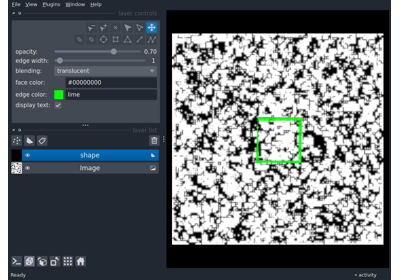 File View Plugins Window Help
layer controls
opacity: 0.70
edge width: 1
blending: translucent
face color: #00000000
edge color: lime
display text:
layer list
shape
Image
Ready
activity